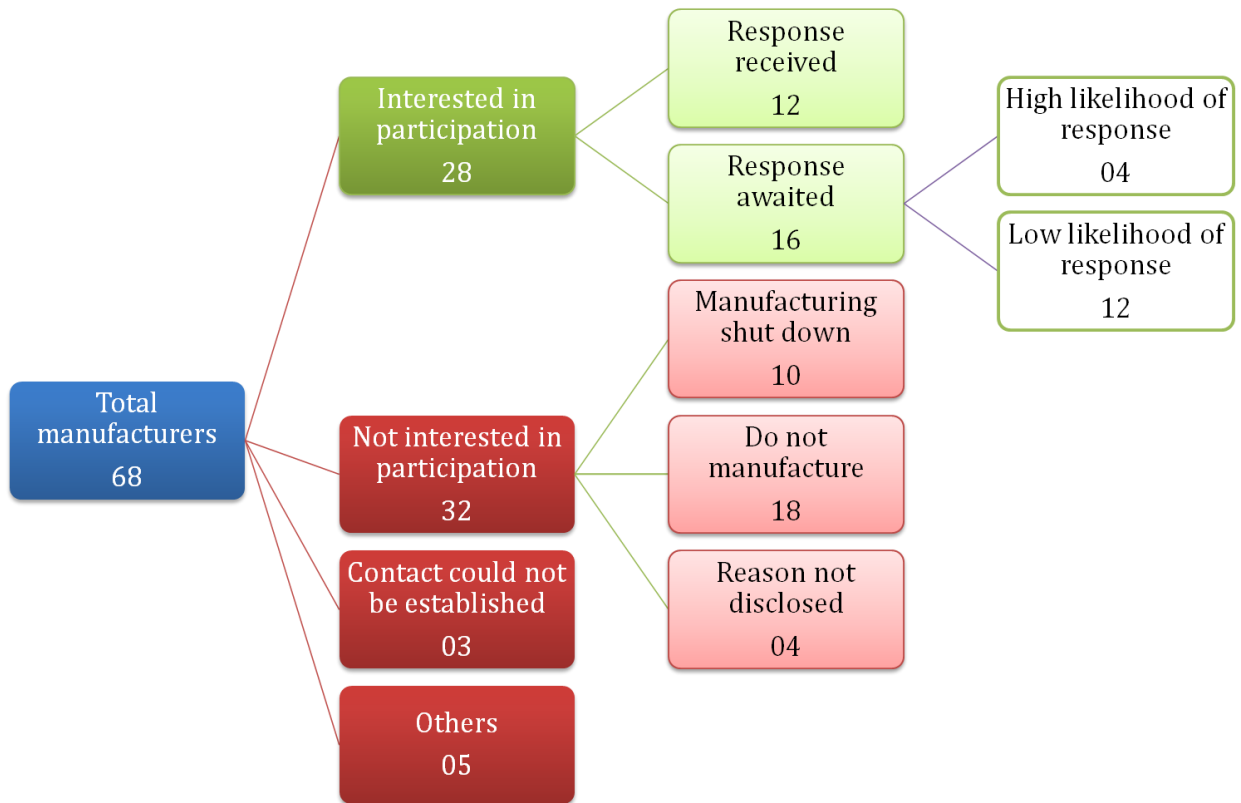 Total
manufacturers
68
Interested in
participation
28
Response
received
12
Response
awaited
16
High likelihood of
response
04
Low likelihood of
response
12
Not interested in
participation
32
Manufacturing
shut down
10
Do not
manufacture
18
Reason not
disclosed
04
Contact could not
be established
03
Others
05